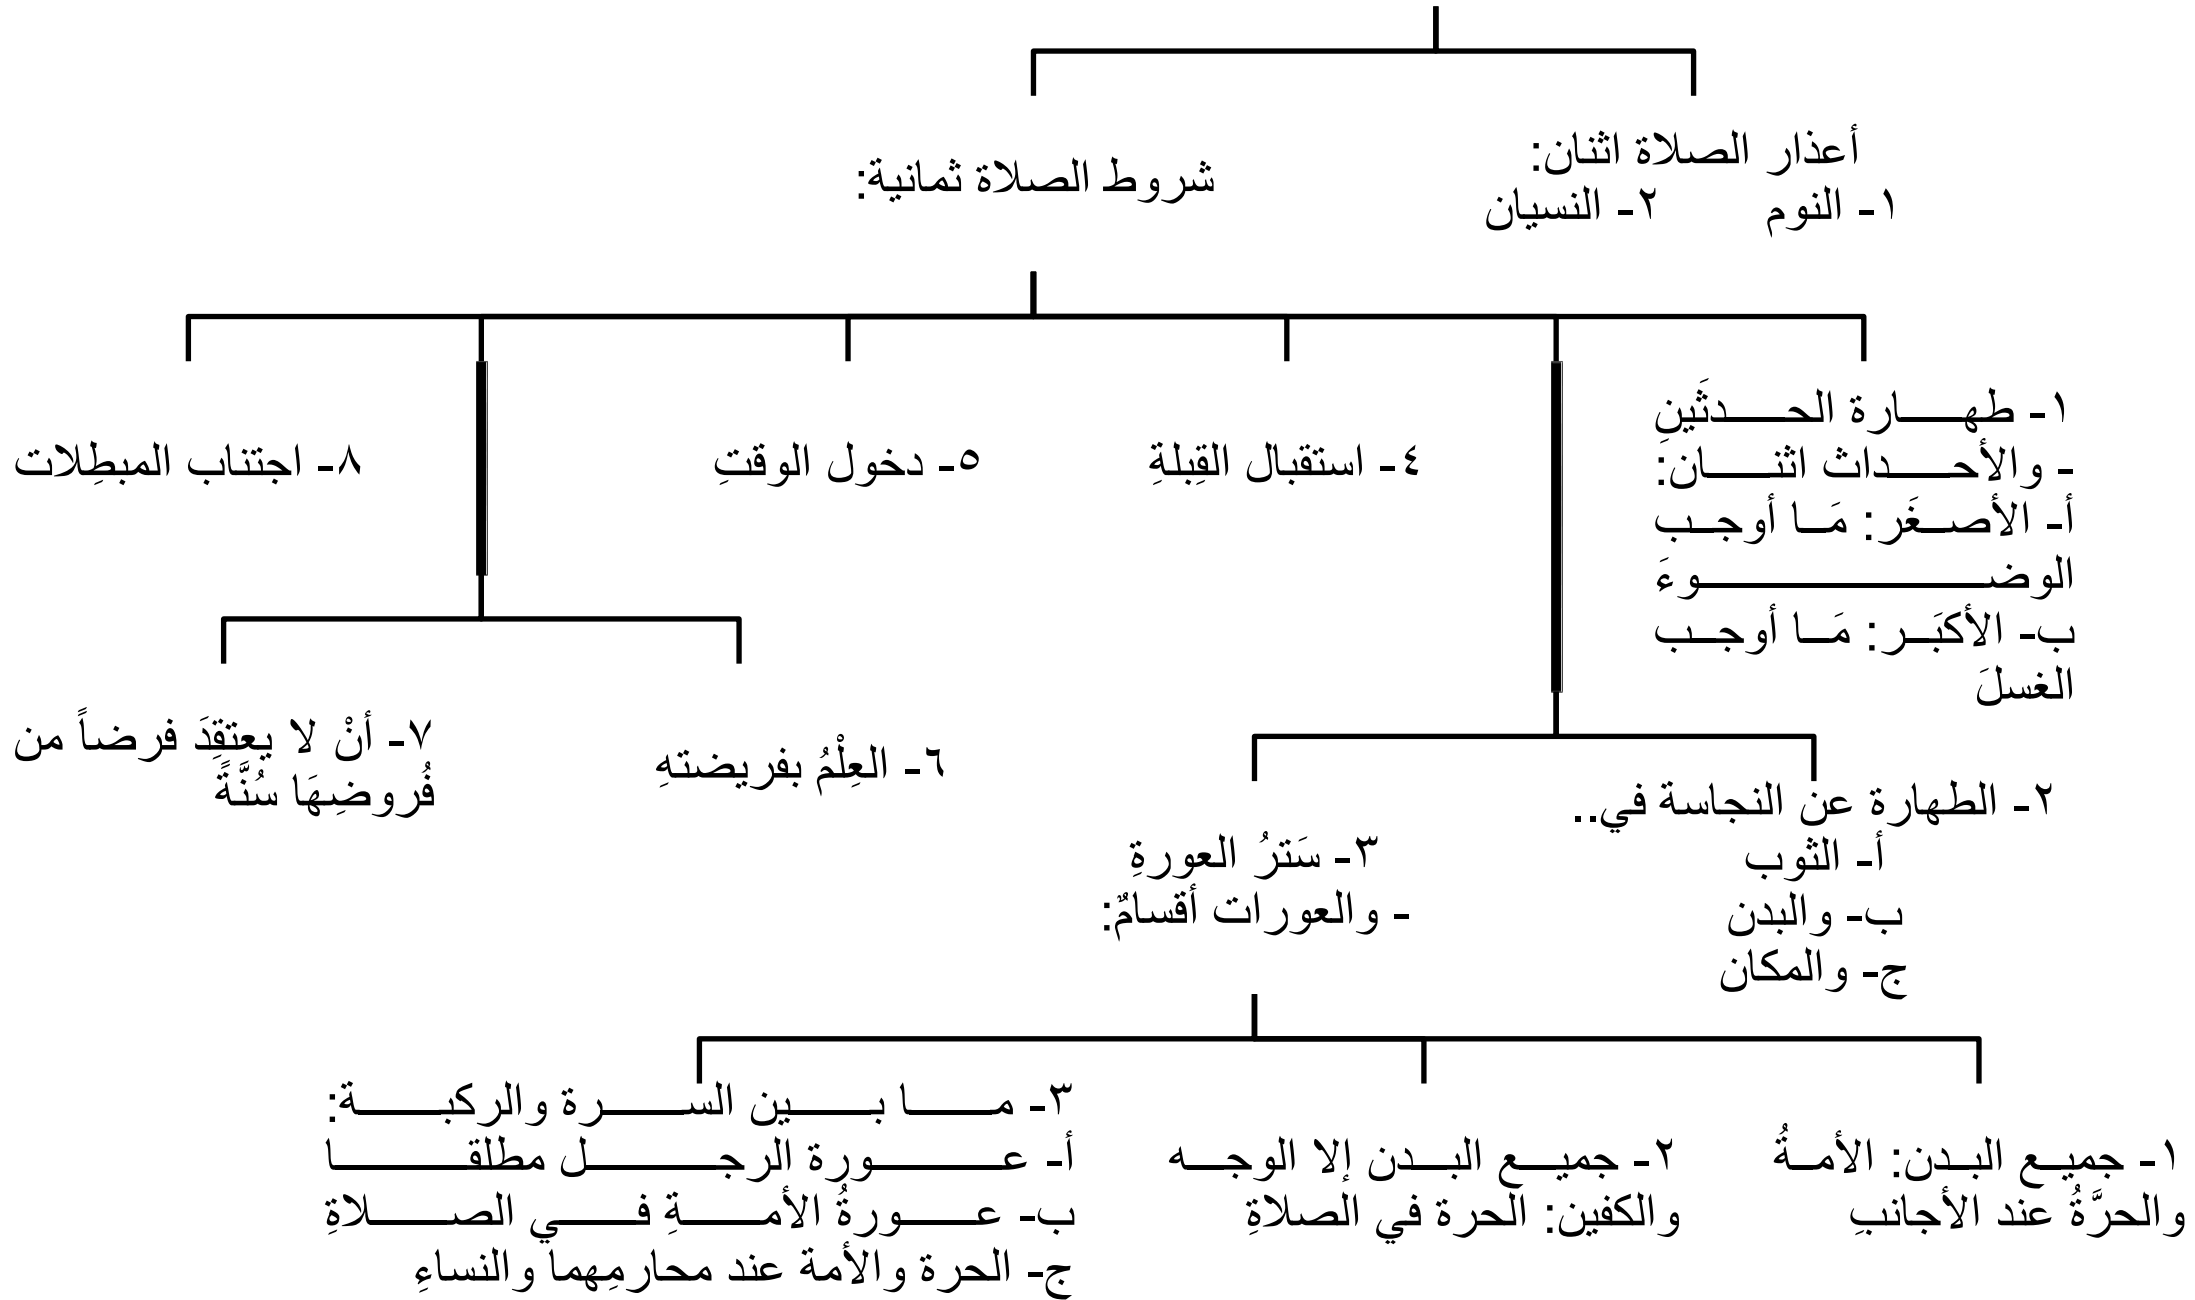 أعذار الصلاة اثنان:
١- النوم ٢- النسيان
شروط الصلاة ثمانية:
١- طهارة الحدثَينِ
- والأحداث اثنان:
أ- الأصغَر: مَا أوجب
الوضوءَ
ب- الأكبَر: مَا أوجب
الغسلَ
٢- الطهارة عن النجاسة في..
أ- الثوب
ب- والبدن
ج- والمكان
٣- سَترُ العورةِ
- والعورات أقسامٌ:
١- جميع البدن: الأمةُ
والحرَّةُ عند الأجانبِ
٢- جميع البدن إلا الوجه
والكفين: الحرة في الصلاةِ
٣- ما بين السرة والركبة:
أ- عورة الرجل مطلقا
ب- عورةُ الأمةِ في الصلاةِ
ج- الحرة والأمة عند محارمِهما والنساءِ
٤- استقبال القِبلةِ
٥- دخول الوقتِ
٦- العِلْمُ بفريضتهِ
٧- أنْ لا يعتقِدَ فرضاً من
فُروضِهَا سُنَّةً
٨- اجتناب المبطِلات